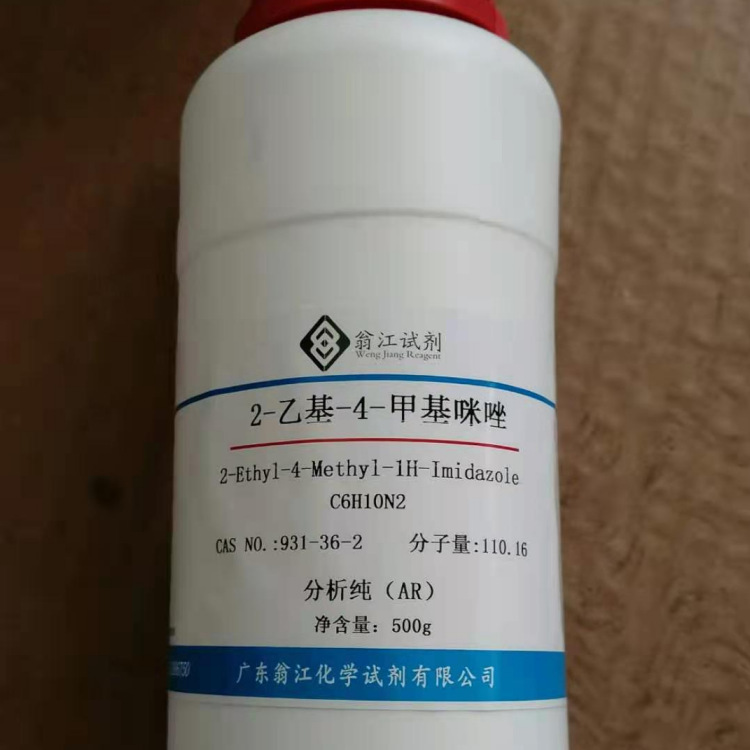 翁江试剂
Weng Jiang Reagent
2-乙基-4-甲基咪唑
2-Ethyl-4-Methyl-1H-Imidazole
C6H10N2
CAS NO.:931-36-2 分子量:110.16
分析纯（AR）
净含量：500g
广东翁江化学试剂有限公司